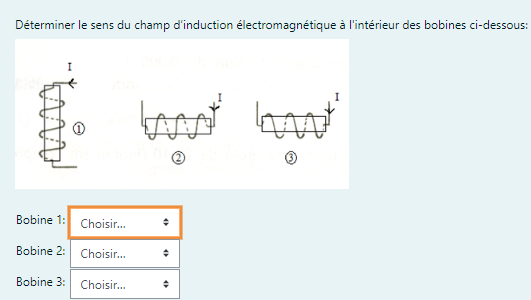 Déterminer le sens du champ d'induction électromagnétique à l'intérieur des bobines ci-dessous:
I
I
I
①
②
③
Bobine 1: Choisir...
Bobine 2: Choisir...
Bobine 3: Choisir...